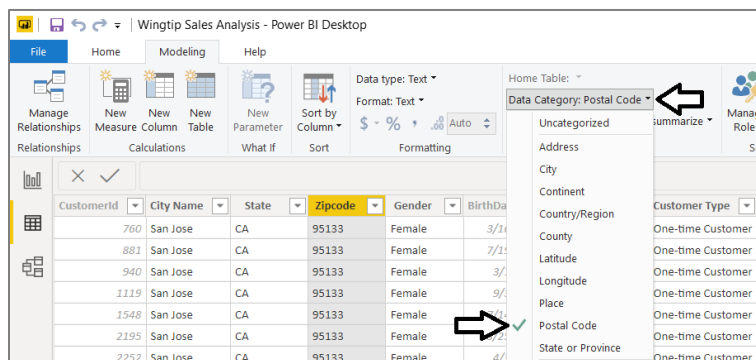 Wingtip Sales Analysis - Power BI Desktop
File Home Modeling Help
Manage Relationships
New Measure
New Column
New Table
New Parameter
Sort by Column
Data type: Text
Format: Text
$ % , .00 Auto
Home Table:
Data Category: Postal Code
summarize
Relationships Calculations What If Sort Formatting
Uncategorized
Address
City
Continent
Country/Region
County
Latitude
Longitude
Place
Postal Code
State or Province
CustomerId City Name State Zipcode Gender Customer Type
760 San Jose CA 95133 Female One-time Customer
881 San Jose CA 95133 Female One-time Customer
940 San Jose CA 95133 Female One-time Customer
1119 San Jose CA 95133 Female One-time Customer
1548 San Jose CA 95133 Female One-time Customer
2195 San Jose CA 95133 Female One-time Customer
2252 San Jose CA 95133 Female One-time Customer